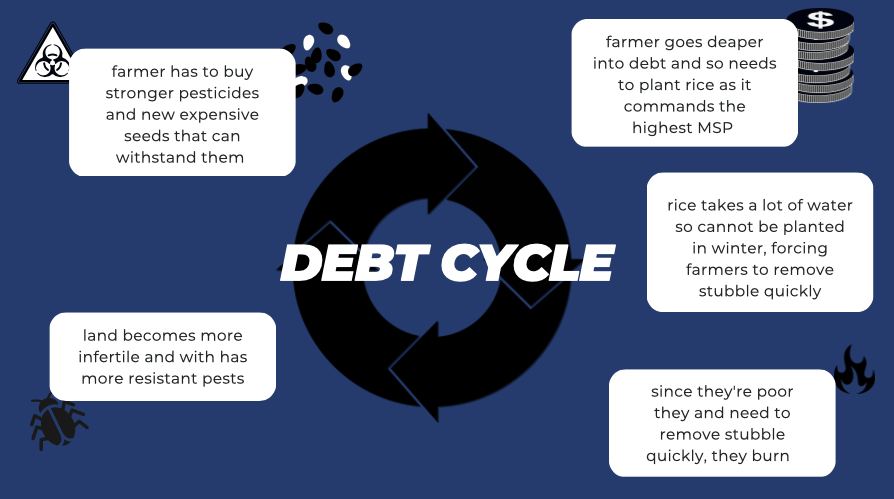 farmer has to buy
stronger pesticides
and new expensive
seeds that can
withstand them
$
farmer goes deaper
into debt and so needs
to plant rice as it
commands the
highest MSP
rice takes a lot of water
so cannot be planted
in winter, forcing
farmers to remove
stubble quickly
DEBT CYCLE
land becomes more
infertile and with has
more resistant pests
since they're poor
they and need to
remove stubble
quickly, they burn